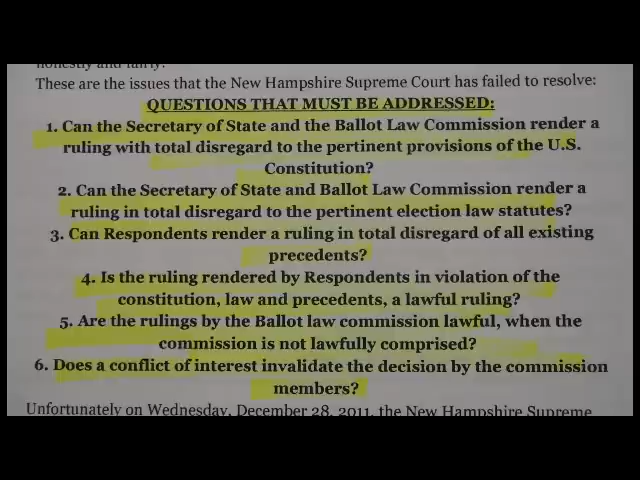 honestly and fairly.
These are the issues that the New Hampshire Supreme Court has failed to resolve:
QUESTIONS THAT MUST BE ADDRESSED:
1. Can the Secretary of State and the Ballot Law Commission render a
ruling with total disregard to the pertinent provisions of the U.S.
Constitution?
2. Can the Secretary of State and Ballot Law Commission render a
ruling in total disregard to the pertinent election law statutes?
3. Can Respondents render a ruling in total disregard of all existing
precedents?
4. Is the ruling rendered by Respondents in violation of the
constitution, law and precedents, a lawful ruling?
5. Are the rulings by the Ballot law commission lawful, when the
commission is not lawfully comprised?
6. Does a conflict of interest invalidate the decision by the commission
members?
Unfortunately on Wednesday, December 28, 2011, the New Hampshire Supreme